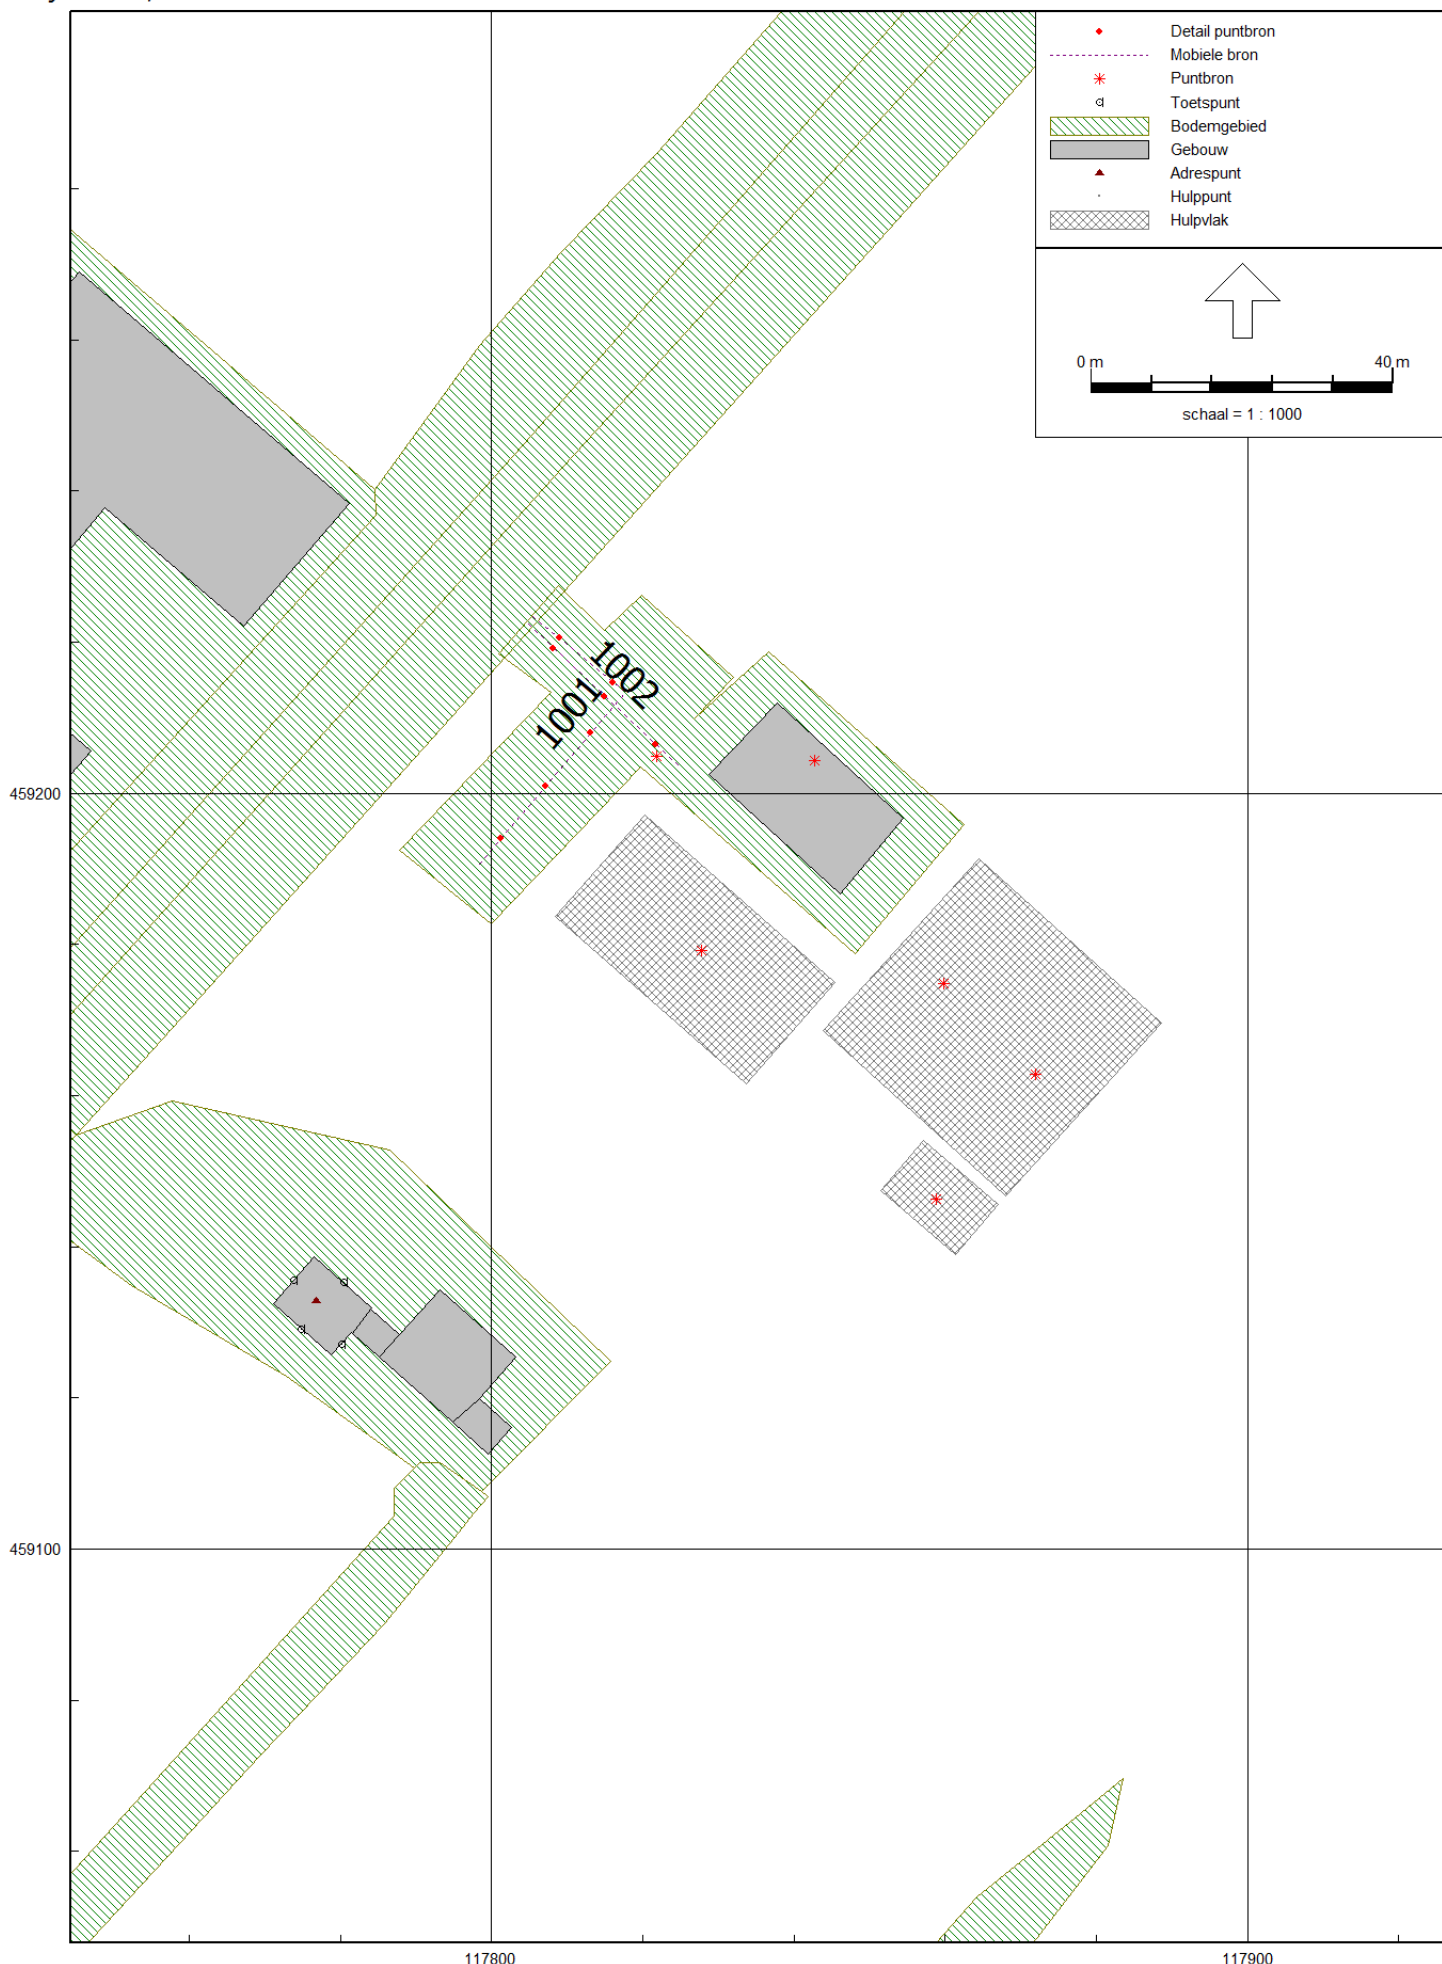 Detail puntbron
Mobiele bron
Puntbron
Toetspunt
Bodemgebied
Gebouw
Adrespunt
Hulppunt
Hulpvlak
0 m 40 m
schaal = 1 : 1000
1002
1001
459200
459100
117800 117900